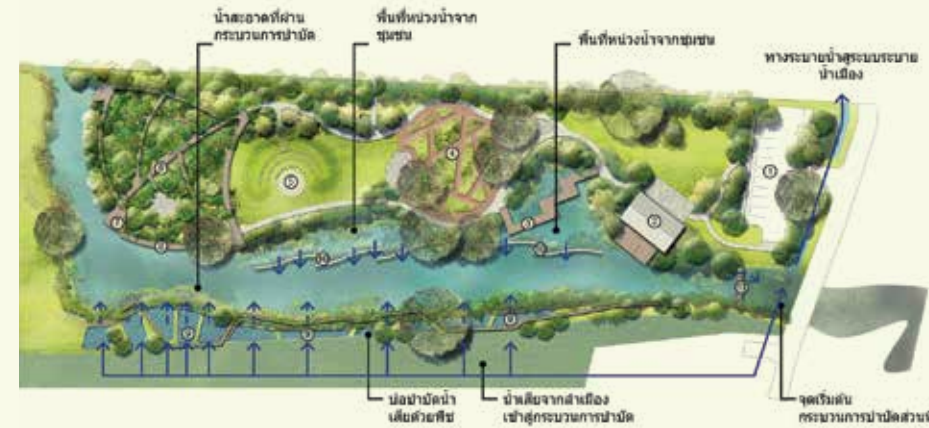 น้ำสะอาดที่ผ่าน
กระบวนการบำบัด
พื้นที่หน่วงน้ำจาก
ชุมชน
พื้นที่หน่วงน้ำจากชุมชน
ทางระบายน้ำสู่ระบบระบาย
น้ำเมือง
บ่อบำบัดน้ำ
เสียด้วยพืช
น้ำเสียจากลำเมือง
เข้าสู่กระบวนการบำบัด
จุดเริ่มต้น
กระบวนการบำบัดส่วนที่